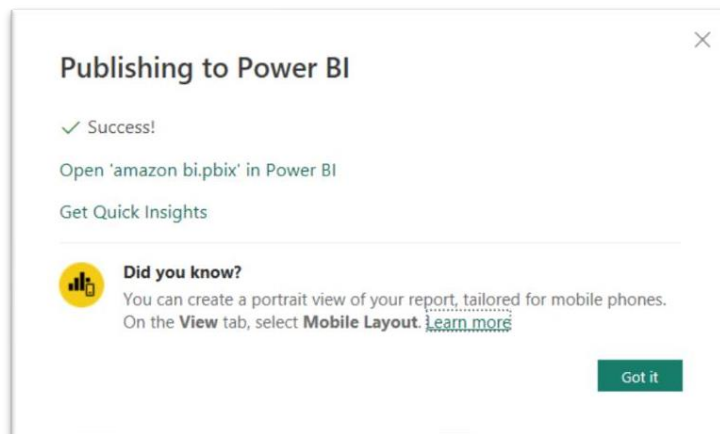 Publishing to Power BI
Success!
Open 'amazon bi.pbix' in Power BI
Get Quick Insights
Did you know?
You can create a portrait view of your report, tailored for mobile phones.
On the View tab, select Mobile Layout. Learn more
Got it